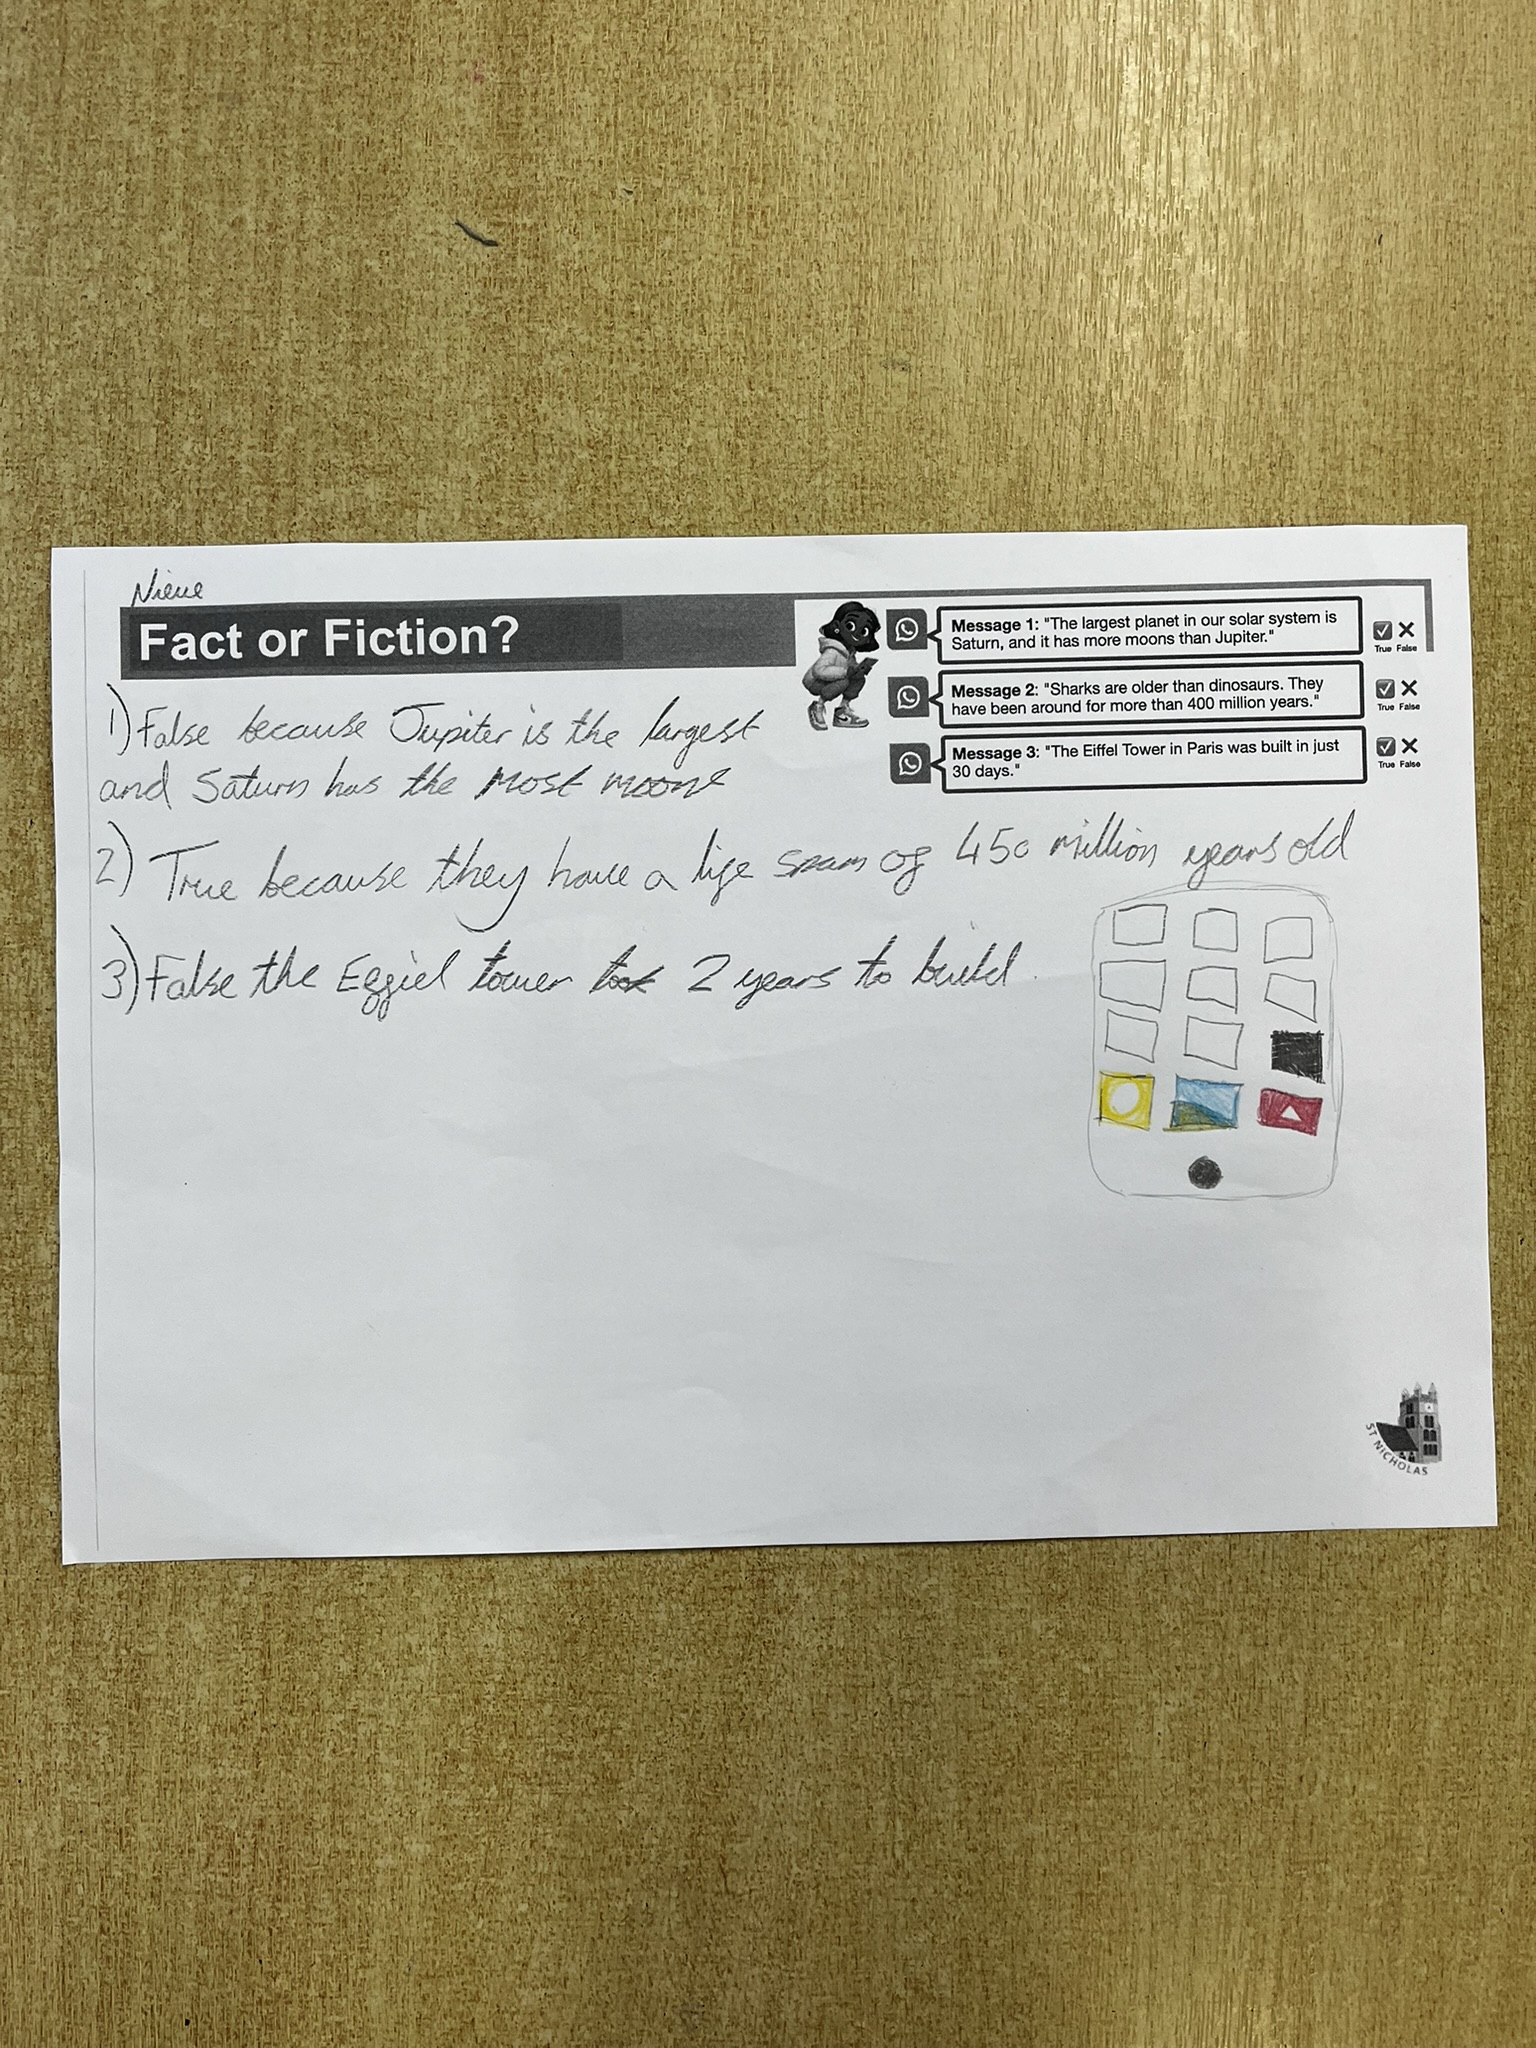 Nieve
Fact or Fiction?
Message 1: "The largest planet in our solar system is
Saturn, and it has more moons than Jupiter."
True False
Message 2: "Sharks are older than dinosaurs. They
have been around for more than 400 million years."
True False
Message 3: "The Eiffel Tower in Paris was built in just
30 days."
True False
1) False because Jupiter is the largest
and Saturn has the most moons
2) True because they have a life span of 450 million years old
3) False the Effiel tower took 2 years to build.
ST NICHOLAS